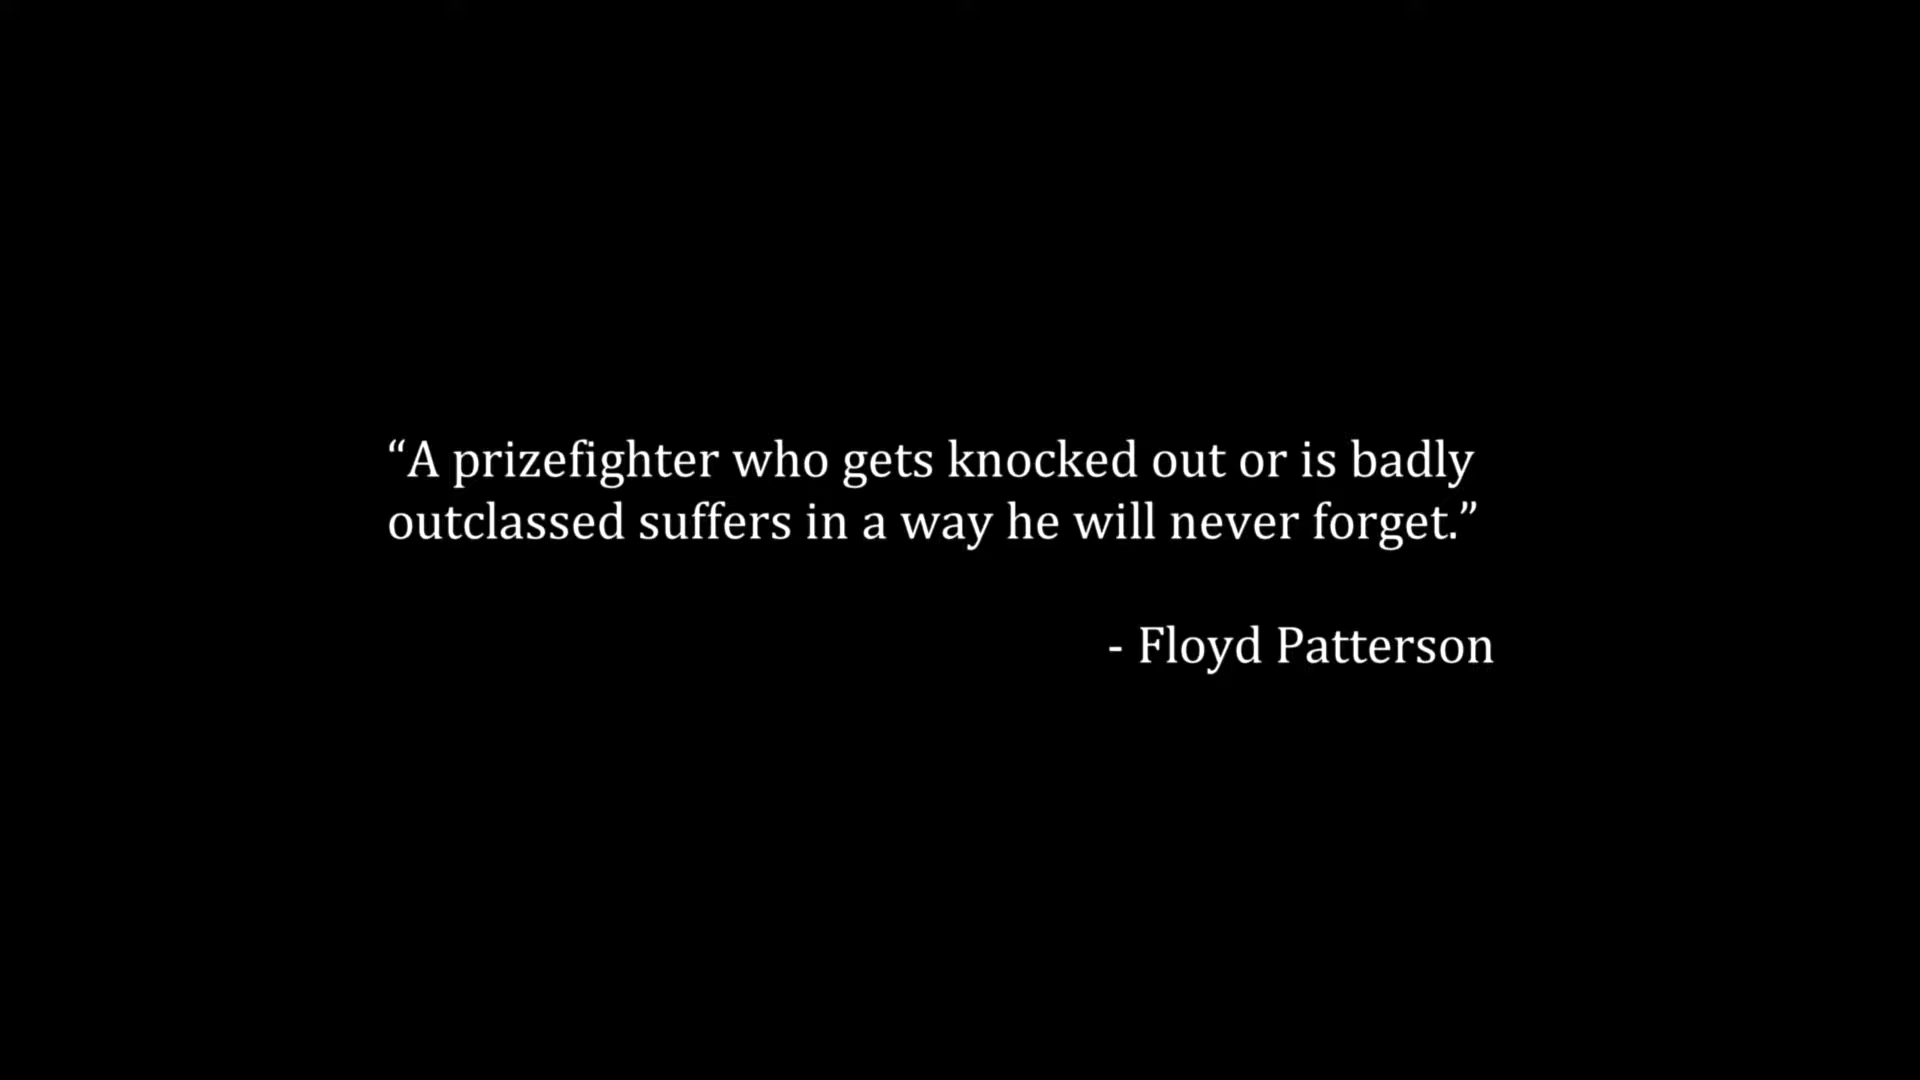 “A prizefighter who gets knocked out or is badly
outclassed suffers in a way he will never forget.”
- Floyd Patterson